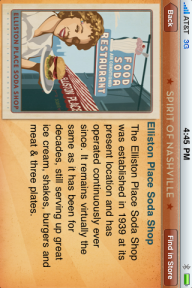 AT&T 3G 4:45 PM
Back
SPIRIT OF NASHVILLE
Find in Store
FOOD
SODA
RESTAURANT
ELLISTON PLACE
ELLISTON PLACE SODA SHOP
Elliston Place Soda Shop
The Elliston Place Soda Shop
was established in 1939 at its
present location and has
operated continuously ever
since. It remains virtually the
same as it has been for
decades, still serving up great
ice cream, shakes, burgers and
meat & three plates.